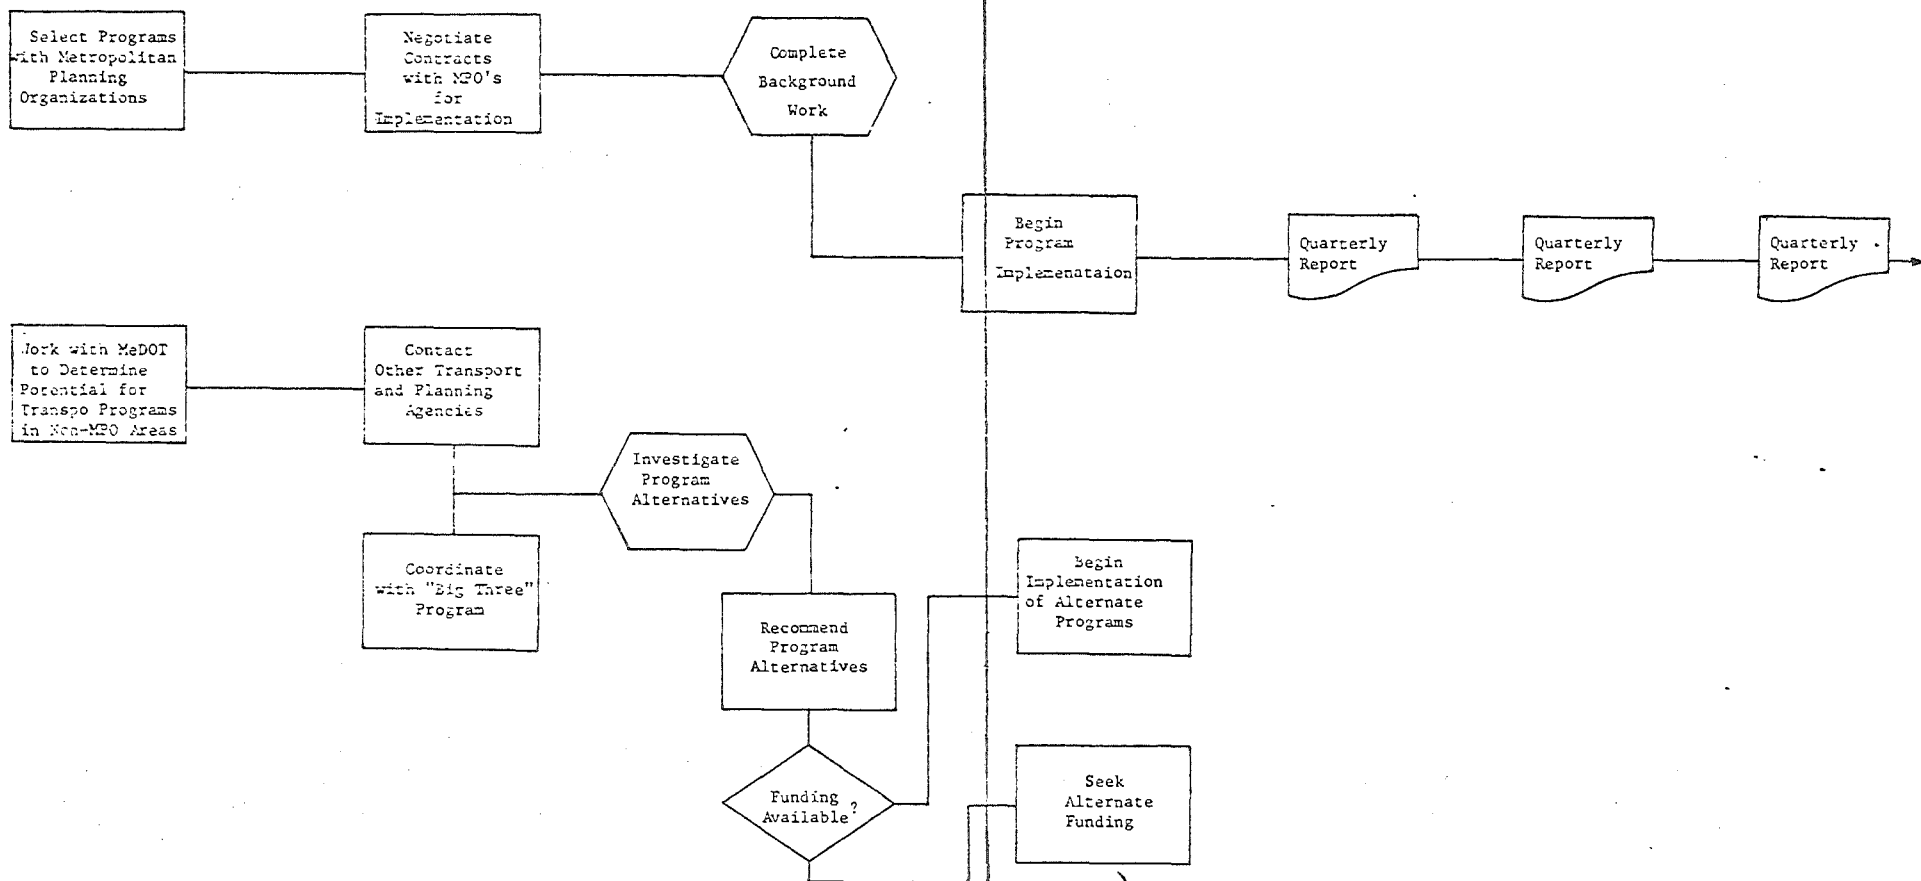 Select Programs
with Metropolitan
Planning
Organizations
Negotiate
Contracts
with MPO's
for
Implementation
Complete
Background
Work
Begin
Program
Implemenataion
Quarterly
Report
Quarterly
Report
Quarterly
Report
Work with MeDOT
to Determine
Potential for
Transpo Programs
in Non-MPO Areas
Contact
Other Transport
and Planning
Agencies
Investigate
Program
Alternatives
Coordinate
with "Big Three"
Program
Recommend
Program
Alternatives
Begin
Implementation
of Alternate
Programs
Funding
Available?
Seek
Alternate
Funding